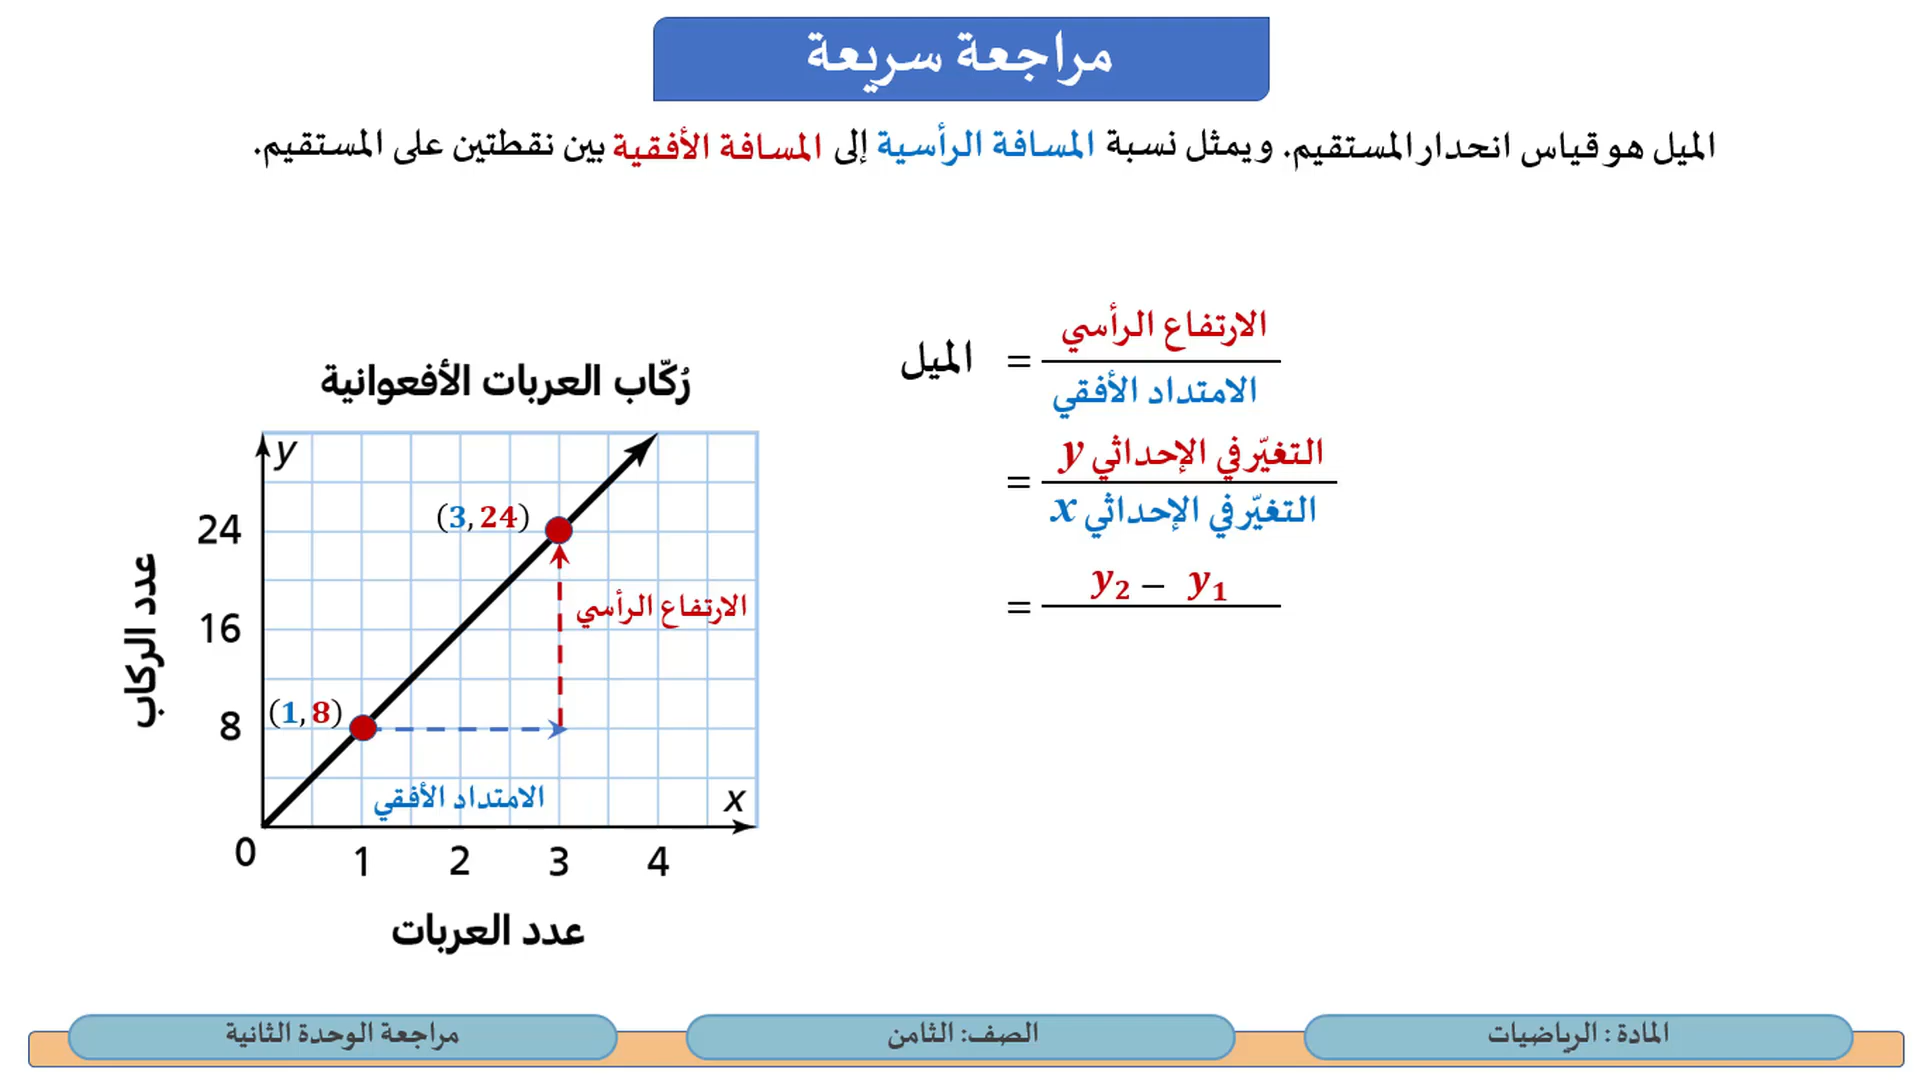 مراجعة سريعة
الميل هو قياس انحدار المستقيم. ويمثل نسبة المسافة الرأسية إلى المسافة الأفقية بين نقطتين على المستقيم.
الميل = الارتفاع الرأسي
الامتداد الأفقي
= التغيّر في الإحداثي y
التغيّر في الإحداثي x
= y₂ − y₁
رُكّاب العربات الأفعوانية
y
24
(3, 24)
الارتفاع الرأسي
16
عدد الركاب
8
(1, 8)
الامتداد الأفقي
x
0 1 2 3 4
عدد العربات
المادة : الرياضيات
الصف: الثامن
مراجعة الوحدة الثانية